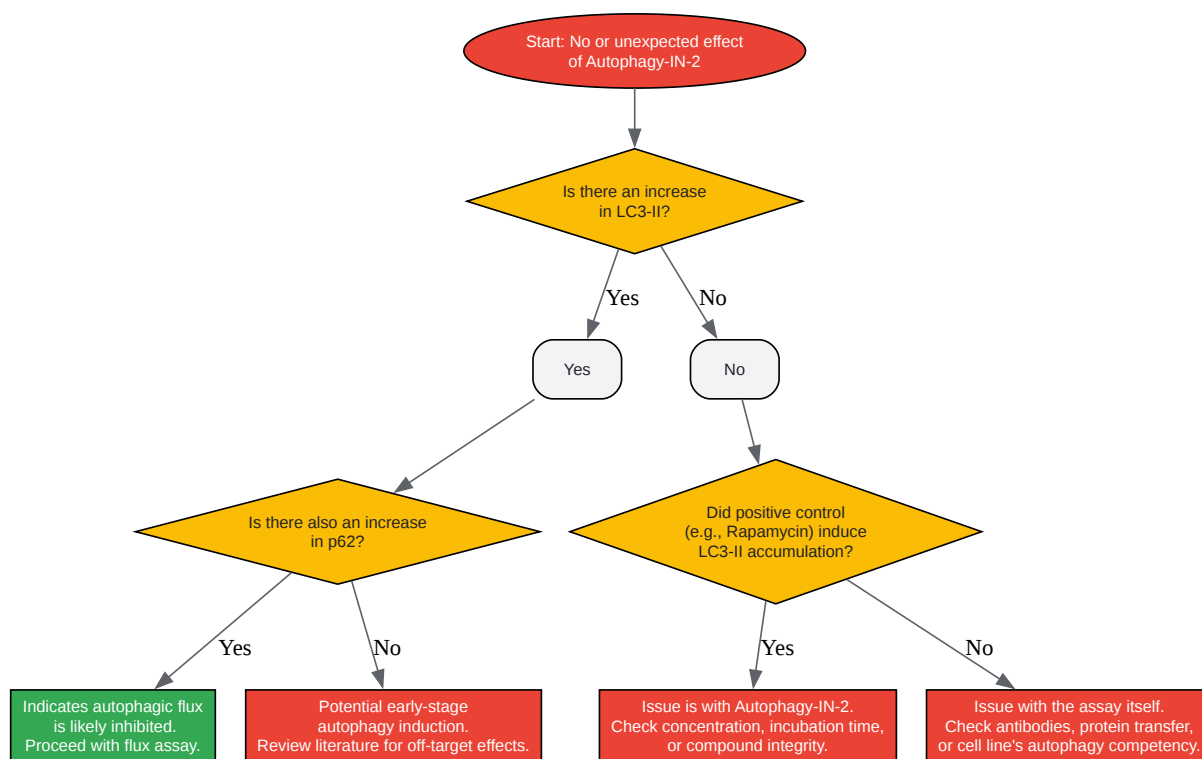 Start: No or unexpected effect
of Autophagy-IN-2
Is there an increase
in LC3-II?
Yes
No
Yes
No
Is there also an increase
in p62?
Did positive control
(e.g., Rapamycin) induce
LC3-II accumulation?
Yes
No
Yes
No
Indicates autophagic flux
is likely inhibited.
Proceed with flux assay.
Potential early-stage
autophagy induction.
Review literature for off-target effects.
Issue is with Autophagy-IN-2.
Check concentration, incubation time,
or compound integrity.
Issue with the assay itself.
Check antibodies, protein transfer,
or cell line's autophagy competency.